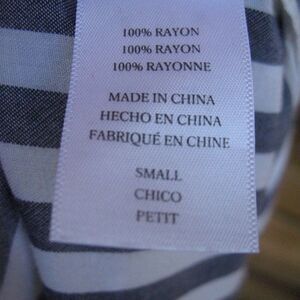 100% RAYON
100% RAYON
100% RAYONNE
MADE IN CHINA
HECHO EN CHINA
FABRIQUÉ EN CHINE
SMALL
CHICO
PETIT